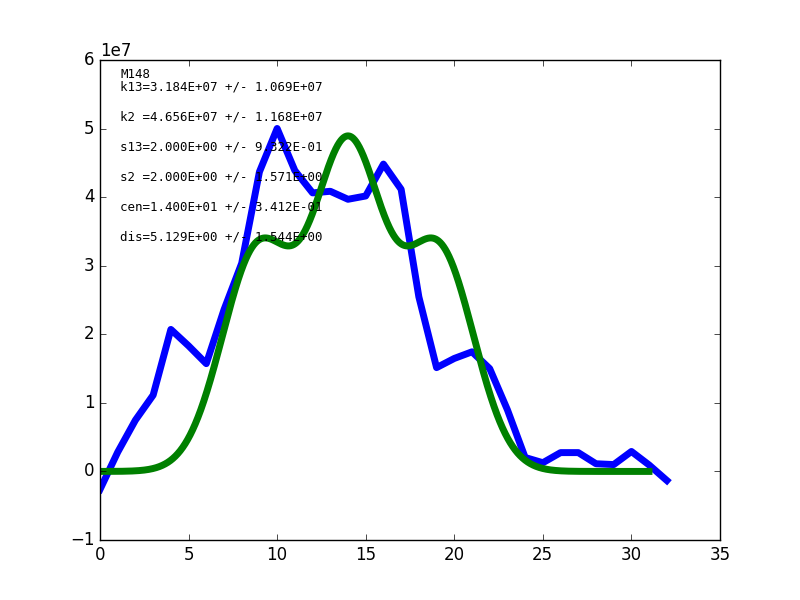 1e7
6
M148
k13=3.184E+07 +/- 1.069E+07
k2 =4.656E+07 +/- 1.168E+07
5
s13=2.000E+00 +/- 9.322E-01
s2 =2.000E+00 +/- 1.571E+00
4
cen=1.400E+01 +/- 3.412E-01
dis=5.129E+00 +/- 1.544E+00
3
2
1
0
−1
0 5 10 15 20 25 30 35